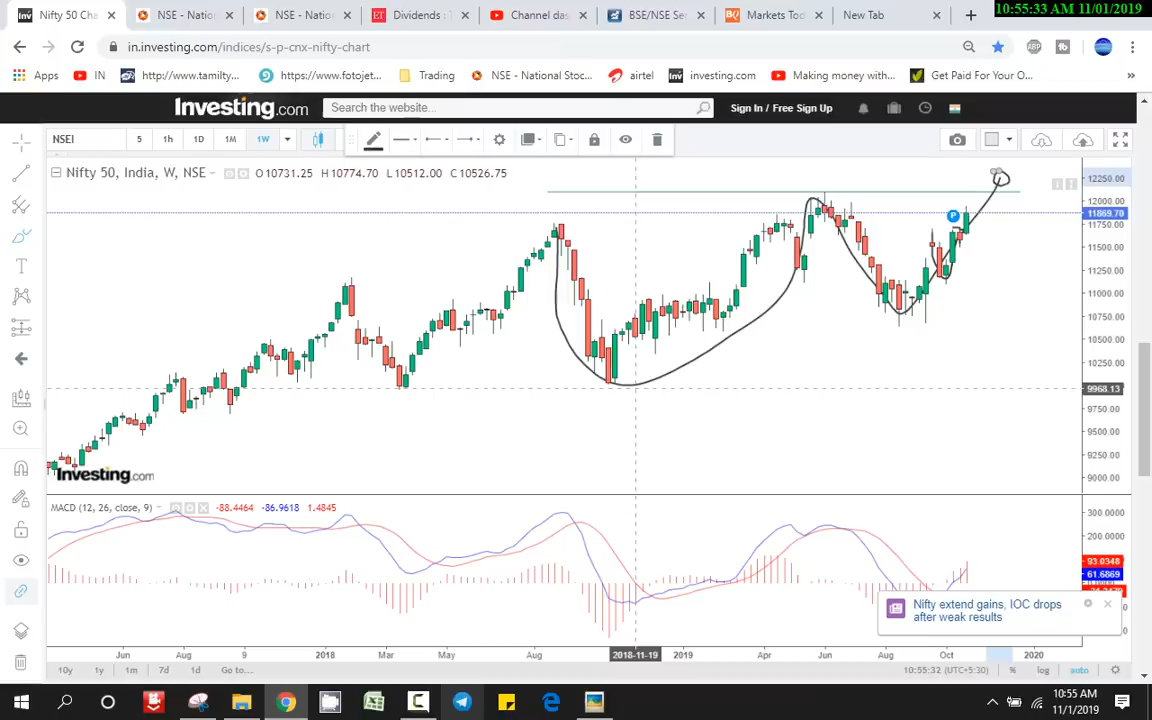 10:55:33 AM 11/01/2019
Nifty 50 Cha
NSE - Natio
NSE - Natio
Dividends :
Channel das
BSE/NSE Se
Markets Tod
New Tab
in.investing.com/indices/s-p-cnx-nifty-chart
Apps
IN
http://www.tamilty...
https://www.fotojet...
Trading
NSE - National Stoc...
airtel
investing.com
Making money with...
Get Paid For Your O...
Investing.com
Search the website...
Sign In / Free Sign Up
NSEI
5
1h
1D
1M
1W
Nifty 50, India, W, NSE
O 10731.25 H 10774.70 L 10512.00 C 10526.75
P
12250.00
12000.00
11869.70
11750.00
11500.00
11250.00
11000.00
10750.00
10500.00
10250.00
9968.13
9750.00
9500.00
9250.00
9000.00
Investing.com
MACD (12, 26, close, 9)
-88.4464 -86.9618 1.4845
300.0000
200.0000
93.0348
61.6869
Nifty extend gains, IOC drops
after weak results
Jun
Aug
9
2018
Mar
May
Aug
2018-11-19
2019
Apr
Jun
Aug
Oct
2020
10y
1y
1m
7d
1d
Go to...
10:55:32 (UTC+5:30)
%
log
auto
10:55 AM
11/1/2019